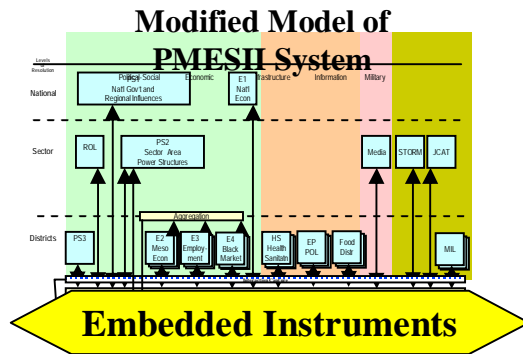 Modified Model of
PMESII System
Levels
Resolution
Political-Social Economic Infrastructure Information Military
National
PS1
Nat'l Gov't and
Regional Influences
E1
Nat'l
Econ
Sector
ROL
PS2
Sector Area
Power Structures
Media
STORM
JCAT
Aggregation
Districts
PS3
E2
Meso
Econ
E3
Employ-
ment
E4
Black
Market
HS
Health
Sanitatn
EP
POL
Food
Distr
MIL
Embedded Instruments